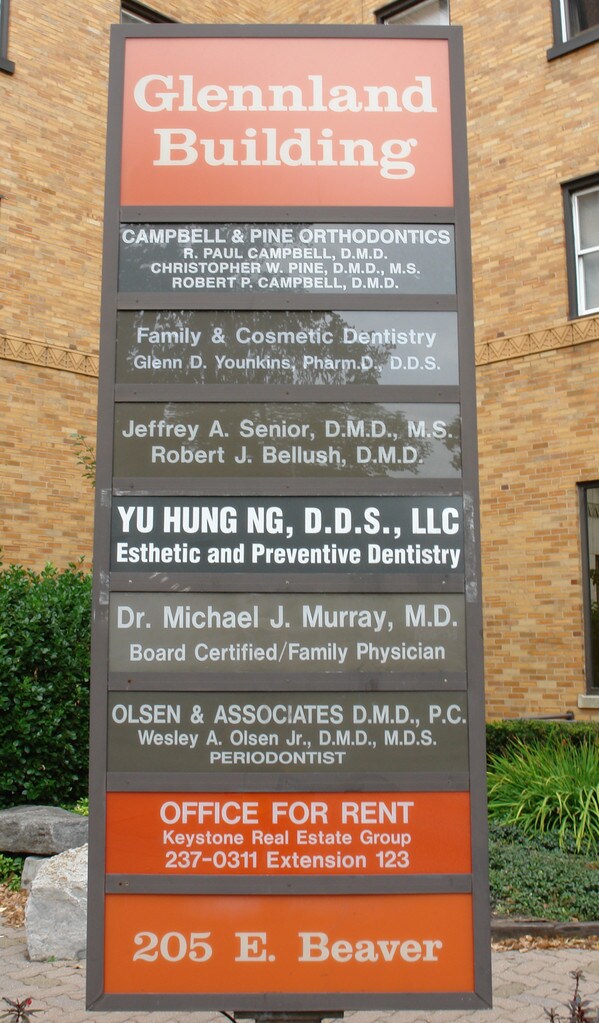 Glennland
Building
CAMPBELL & PINE ORTHODONTICS
R. PAUL CAMPBELL, D.M.D.
CHRISTOPHER W. PINE, D.M.D., M.S.
ROBERT P. CAMPBELL, D.M.D.
Family & Cosmetic Dentistry
Glenn D. Younkins, Pharm.D., D.D.S.
Jeffrey A. Senior, D.M.D., M.S.
Robert J. Bellush, D.M.D.
YU HUNG NG, D.D.S., LLC
Esthetic and Preventive Dentistry
Dr. Michael J. Murray, M.D.
Board Certified/Family Physician
OLSEN & ASSOCIATES D.M.D., P.C.
Wesley A. Olsen Jr., D.M.D., M.D.S.
PERIODONTIST
OFFICE FOR RENT
Keystone Real Estate Group
237-0311 Extension 123
205 E. Beaver